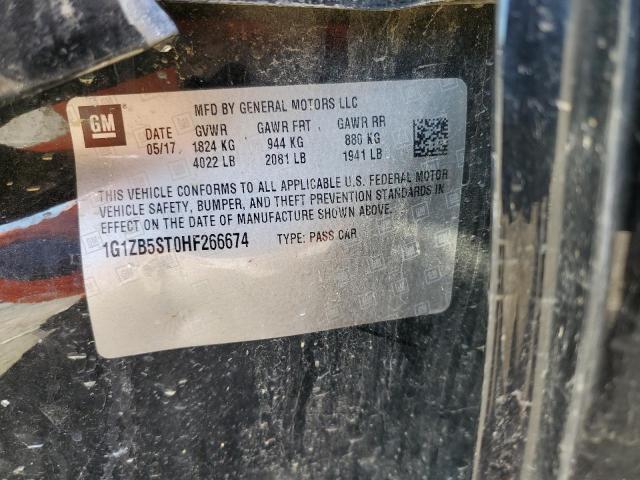 GM
MFD BY GENERAL MOTORS LLC
DATE GVWR GAWR FRT GAWR RR
05/17 1824 KG 944 KG 880 KG
4022 LB 2081 LB 1941 LB
THIS VEHICLE CONFORMS TO ALL APPLICABLE U.S. FEDERAL MOTOR
VEHICLE SAFETY, BUMPER, AND THEFT PREVENTION STANDARDS IN
EFFECT ON THE DATE OF MANUFACTURE SHOWN ABOVE.
1G1ZB5ST0HF266674 TYPE: PASS CAR